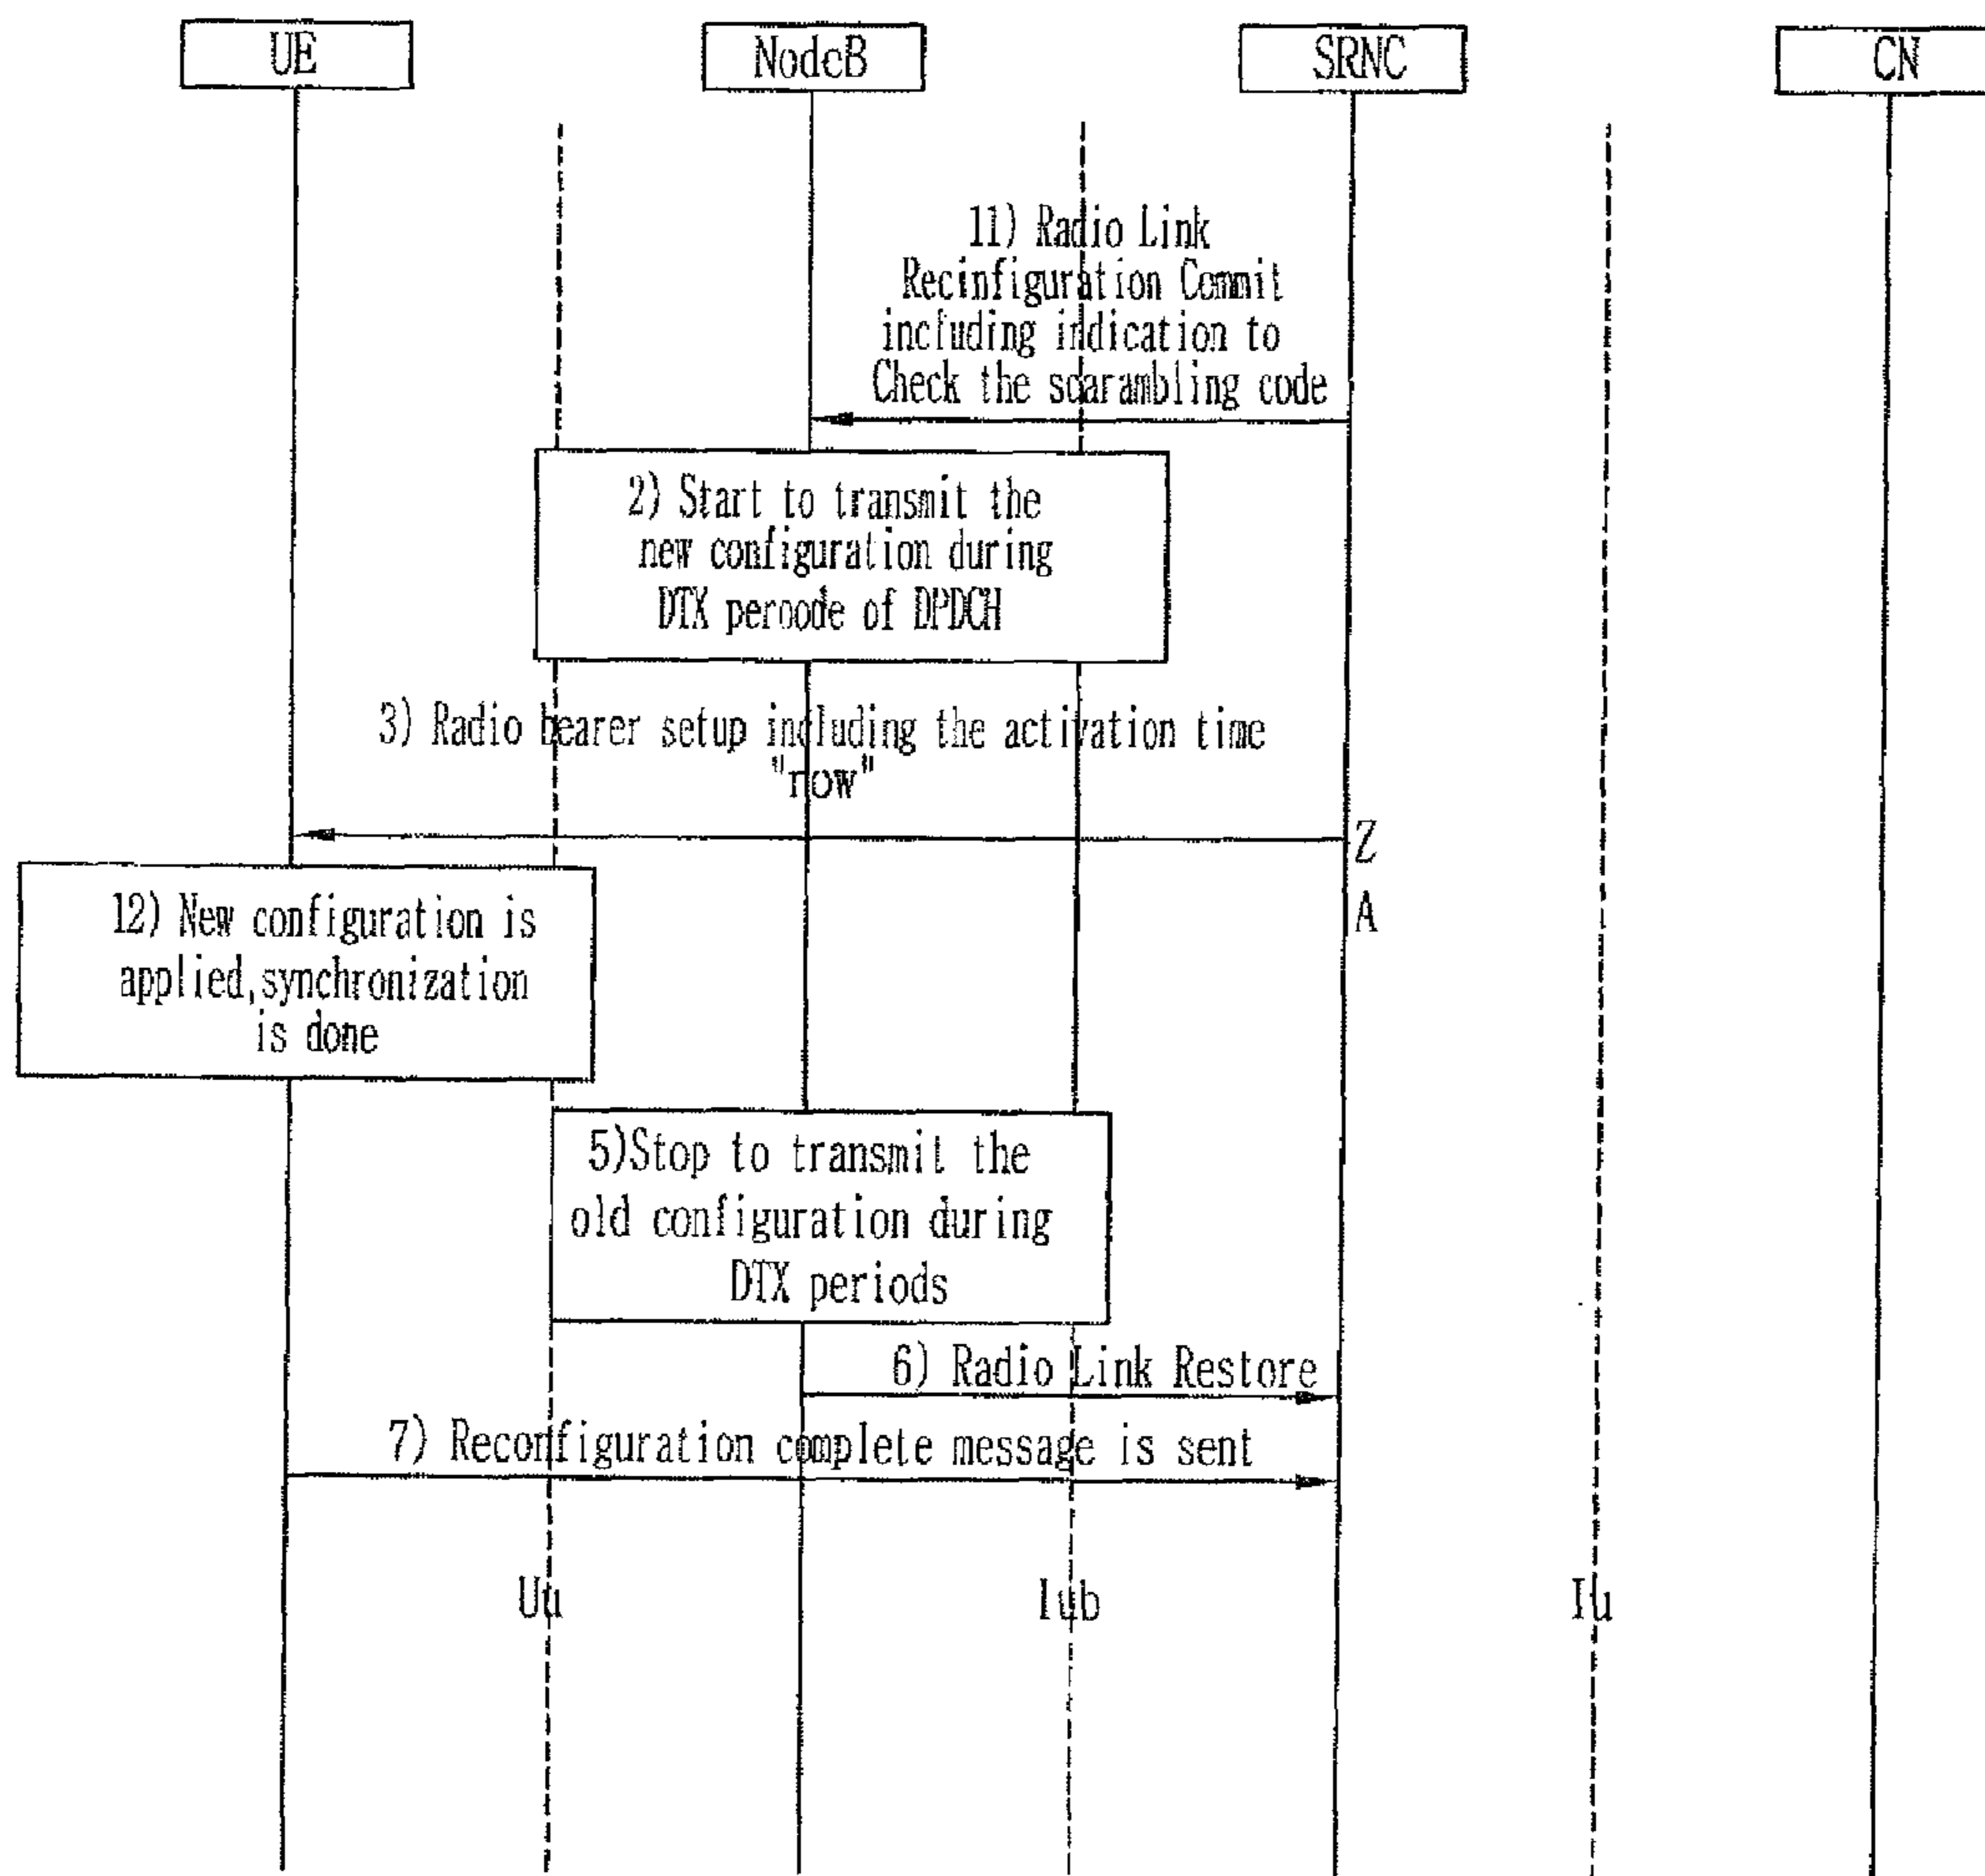 UE
NodeB
SRNC
CN
11) Radio Link
Recinfiguration Commit
including indication to
Check the scarambling code
2) Start to transmit the
new configuration during
DTX peroode of DPDCH
3) Radio bearer setup including the activation time
"now"
Z
A
12) New configuration is
applied,synchronization
is done
5)Stop to transmit the
old configuration during
DTX periods
6) Radio Link Restore
7) Reconfiguration complete message is sent
Uu
Iub
Iu